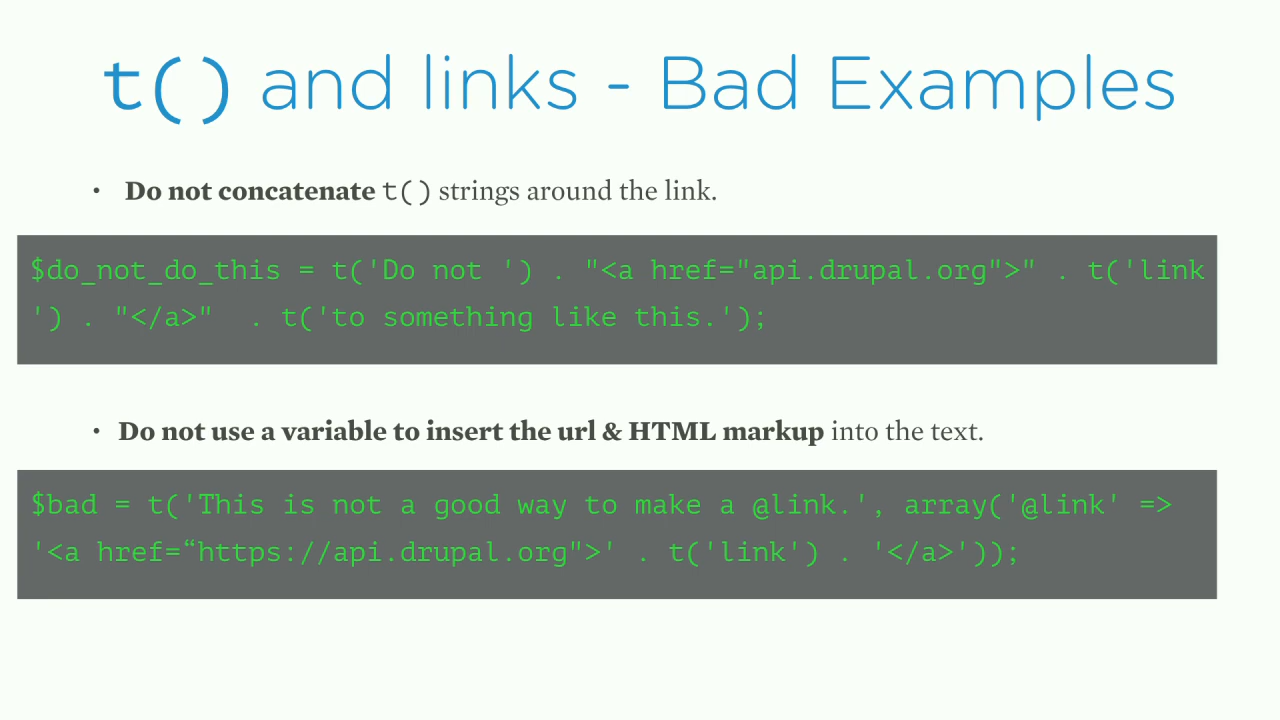 t() and links - Bad Examples
• Do not concatenate t() strings around the link.
$do_not_do_this = t('Do not ') . "<a href="api.drupal.org">" . t('link
') . "</a>"  . t('to something like this.');
• Do not use a variable to insert the url & HTML markup into the text.
$bad = t('This is not a good way to make a @link.', array('@link' =>
'<a href=“https://api.drupal.org">' . t('link') . '</a>'));